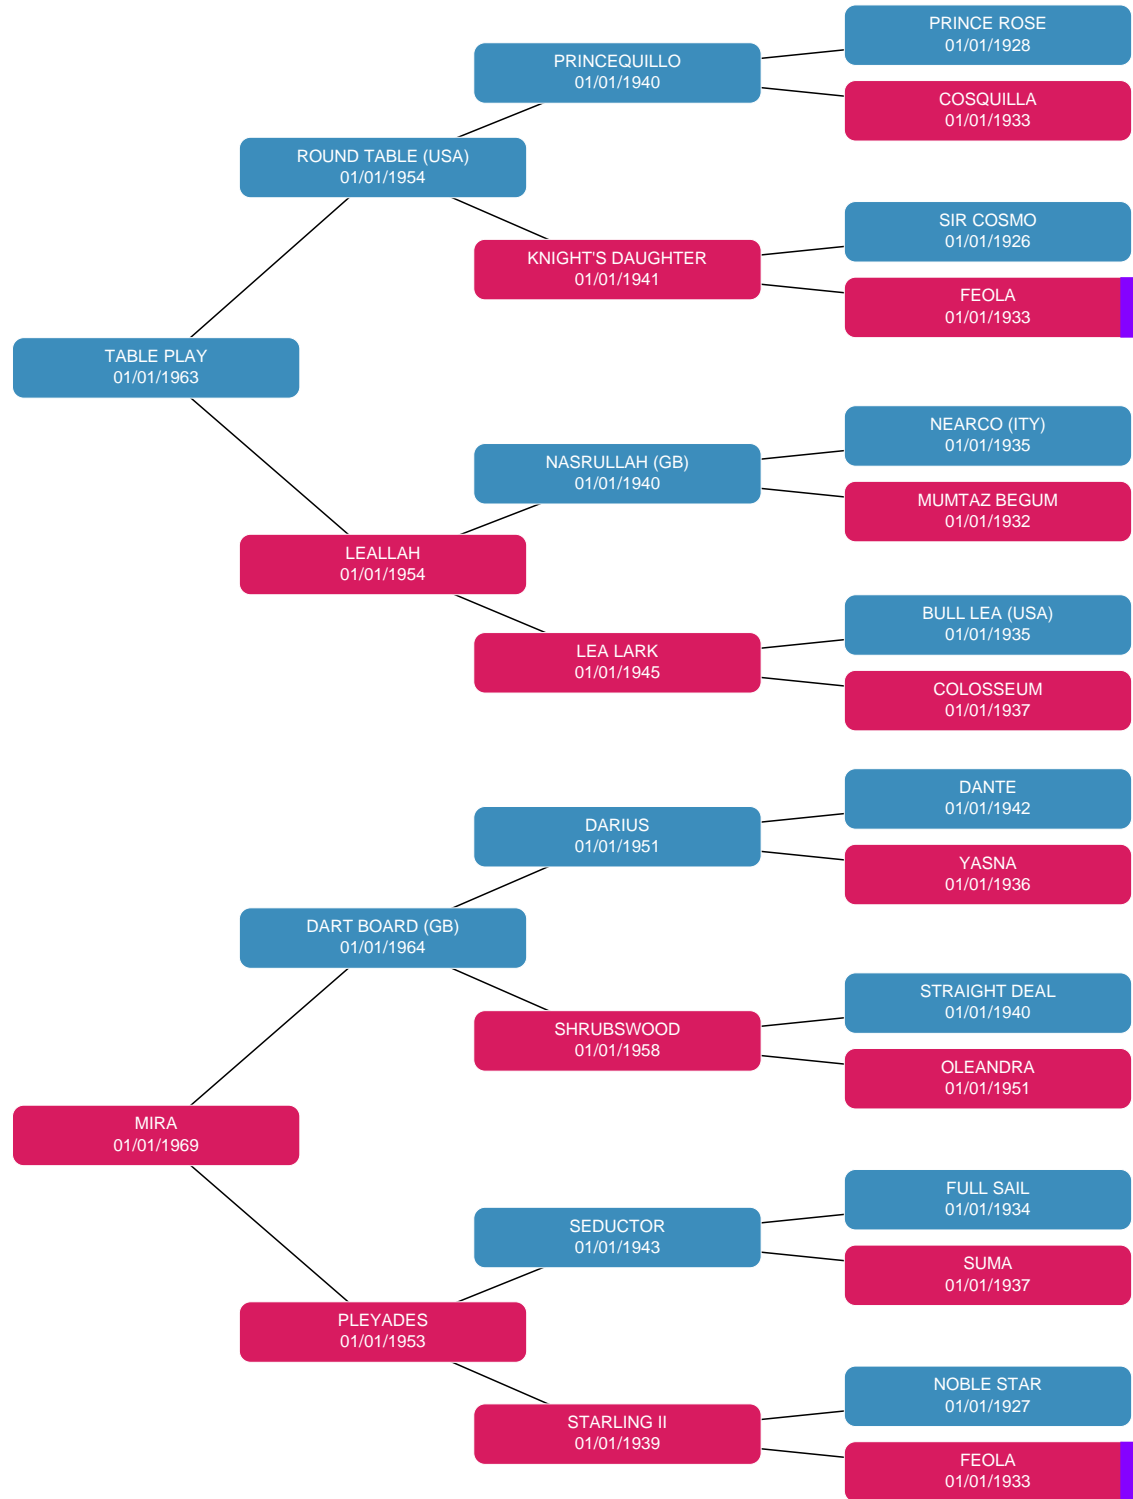 PRINCE ROSE
01/01/1928
PRINCEQUILLO
01/01/1940
COSQUILLA
01/01/1933
ROUND TABLE (USA)
01/01/1954
SIR COSMO
01/01/1926
KNIGHT'S DAUGHTER
01/01/1941
FEOLA
01/01/1933
TABLE PLAY
01/01/1963
NEARCO (ITY)
01/01/1935
NASRULLAH (GB)
01/01/1940
MUMTAZ BEGUM
01/01/1932
LEALLAH
01/01/1954
BULL LEA (USA)
01/01/1935
LEA LARK
01/01/1945
COLOSSEUM
01/01/1937
DANTE
01/01/1942
DARIUS
01/01/1951
YASNA
01/01/1936
DART BOARD (GB)
01/01/1964
STRAIGHT DEAL
01/01/1940
SHRUBSWOOD
01/01/1958
OLEANDRA
01/01/1951
MIRA
01/01/1969
FULL SAIL
01/01/1934
SEDUCTOR
01/01/1943
SUMA
01/01/1937
PLEYADES
01/01/1953
NOBLE STAR
01/01/1927
STARLING II
01/01/1939
FEOLA
01/01/1933